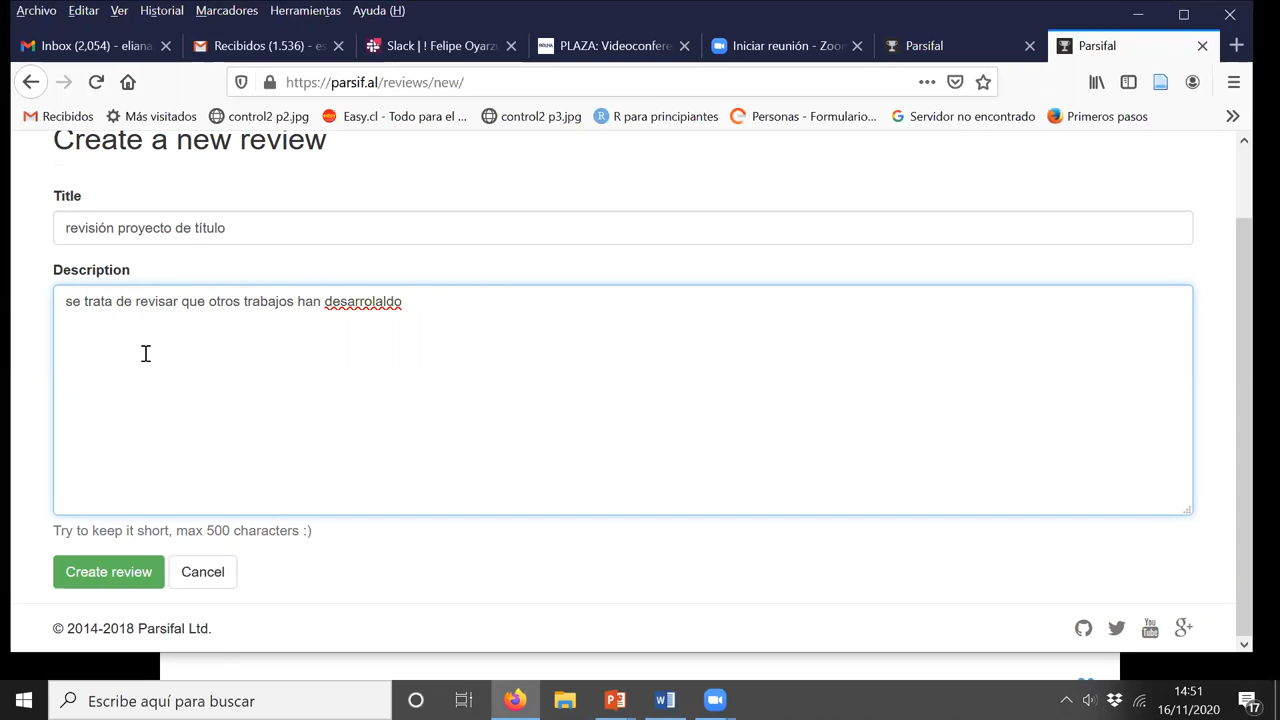 Archivo Editar Ver Historial Marcadores Herramientas Ayuda (H)
Inbox (2,054) – eliana Recibidos (1.536) - es Slack | ! Felipe Oyarzu PLAZA: Videoconfere Iniciar reunión - Zoom Parsifal Parsifal
https://parsif.al/reviews/new/
Recibidos Más visitados control2 p2.jpg Easy.cl - Todo para el ... control2 p3.jpg R para principiantes Personas - Formulario... Servidor no encontrado Primeros pasos
Create a new review
Title
revisión proyecto de título
Description
se trata de revisar que otros trabajos han desarrolaldo
Try to keep it short, max 500 characters :)
Create review Cancel
© 2014-2018 Parsifal Ltd.
Escribe aquí para buscar
14:51
16/11/2020
17